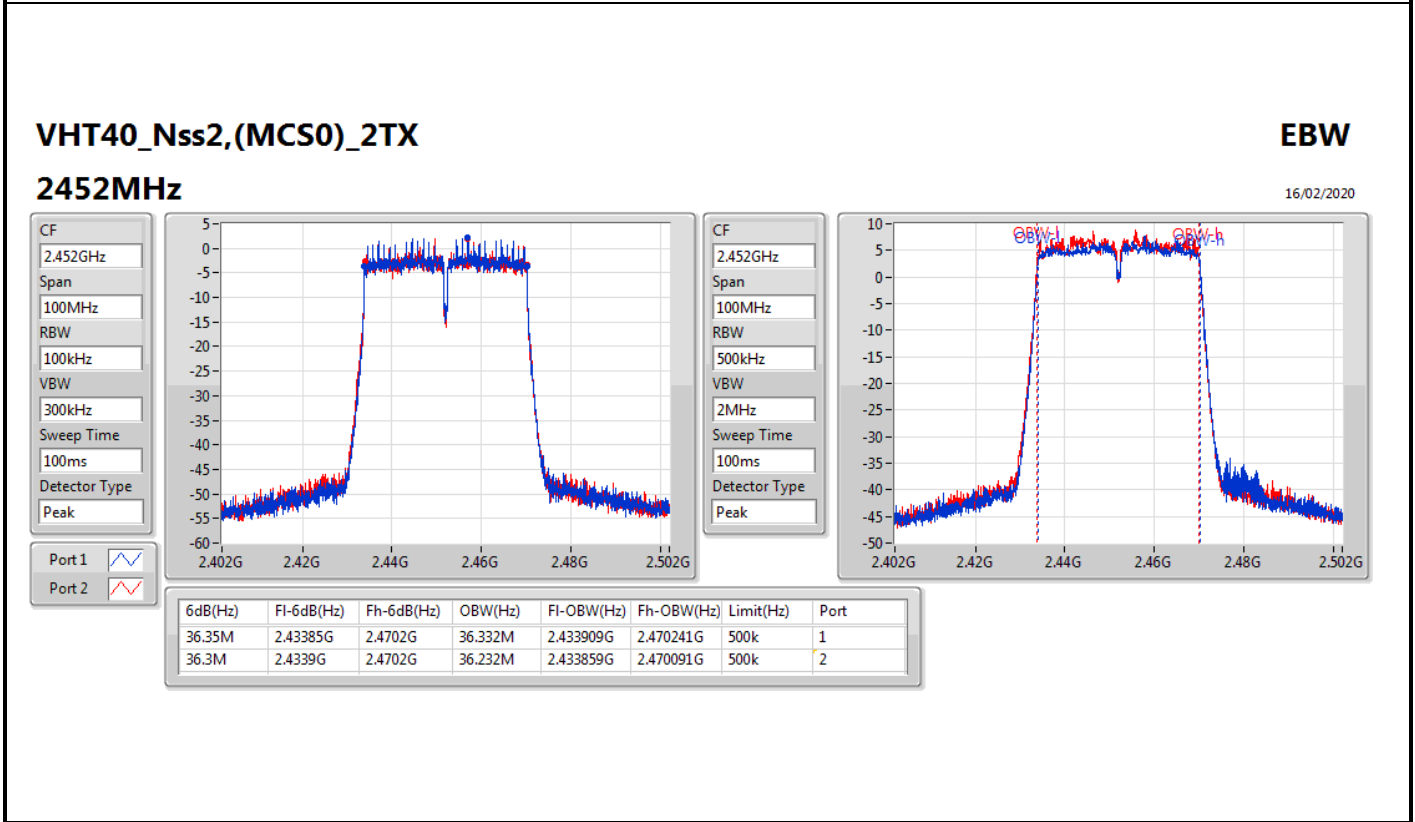 VHT40_Nss2,(MCS0)_2TX
EBW
2452MHz
16/02/2020
CF
2.452GHz
Span
100MHz
RBW
100kHz
VBW
300kHz
Sweep Time
100ms
Detector Type
Peak
Port 1
Port 2
5
0
-5
-10
-15
-20
-25
-30
-35
-40
-45
-50
-55
-60
2.402G 2.42G 2.44G 2.46G 2.48G 2.502G
CF
2.452GHz
Span
100MHz
RBW
500kHz
VBW
2MHz
Sweep Time
100ms
Detector Type
Peak
OBW-l OBW-h
OBW-l OBW-h
10
5
0
-5
-10
-15
-20
-25
-30
-35
-40
-45
-50
2.402G 2.42G 2.44G 2.46G 2.48G 2.502G
6dB(Hz) Fl-6dB(Hz) Fh-6dB(Hz) OBW(Hz) Fl-OBW(Hz) Fh-OBW(Hz) Limit(Hz) Port
36.35M 2.43385G 2.4702G 36.332M 2.433909G 2.470241G 500k 1
36.3M 2.4339G 2.4702G 36.232M 2.433859G 2.470091G 500k 2